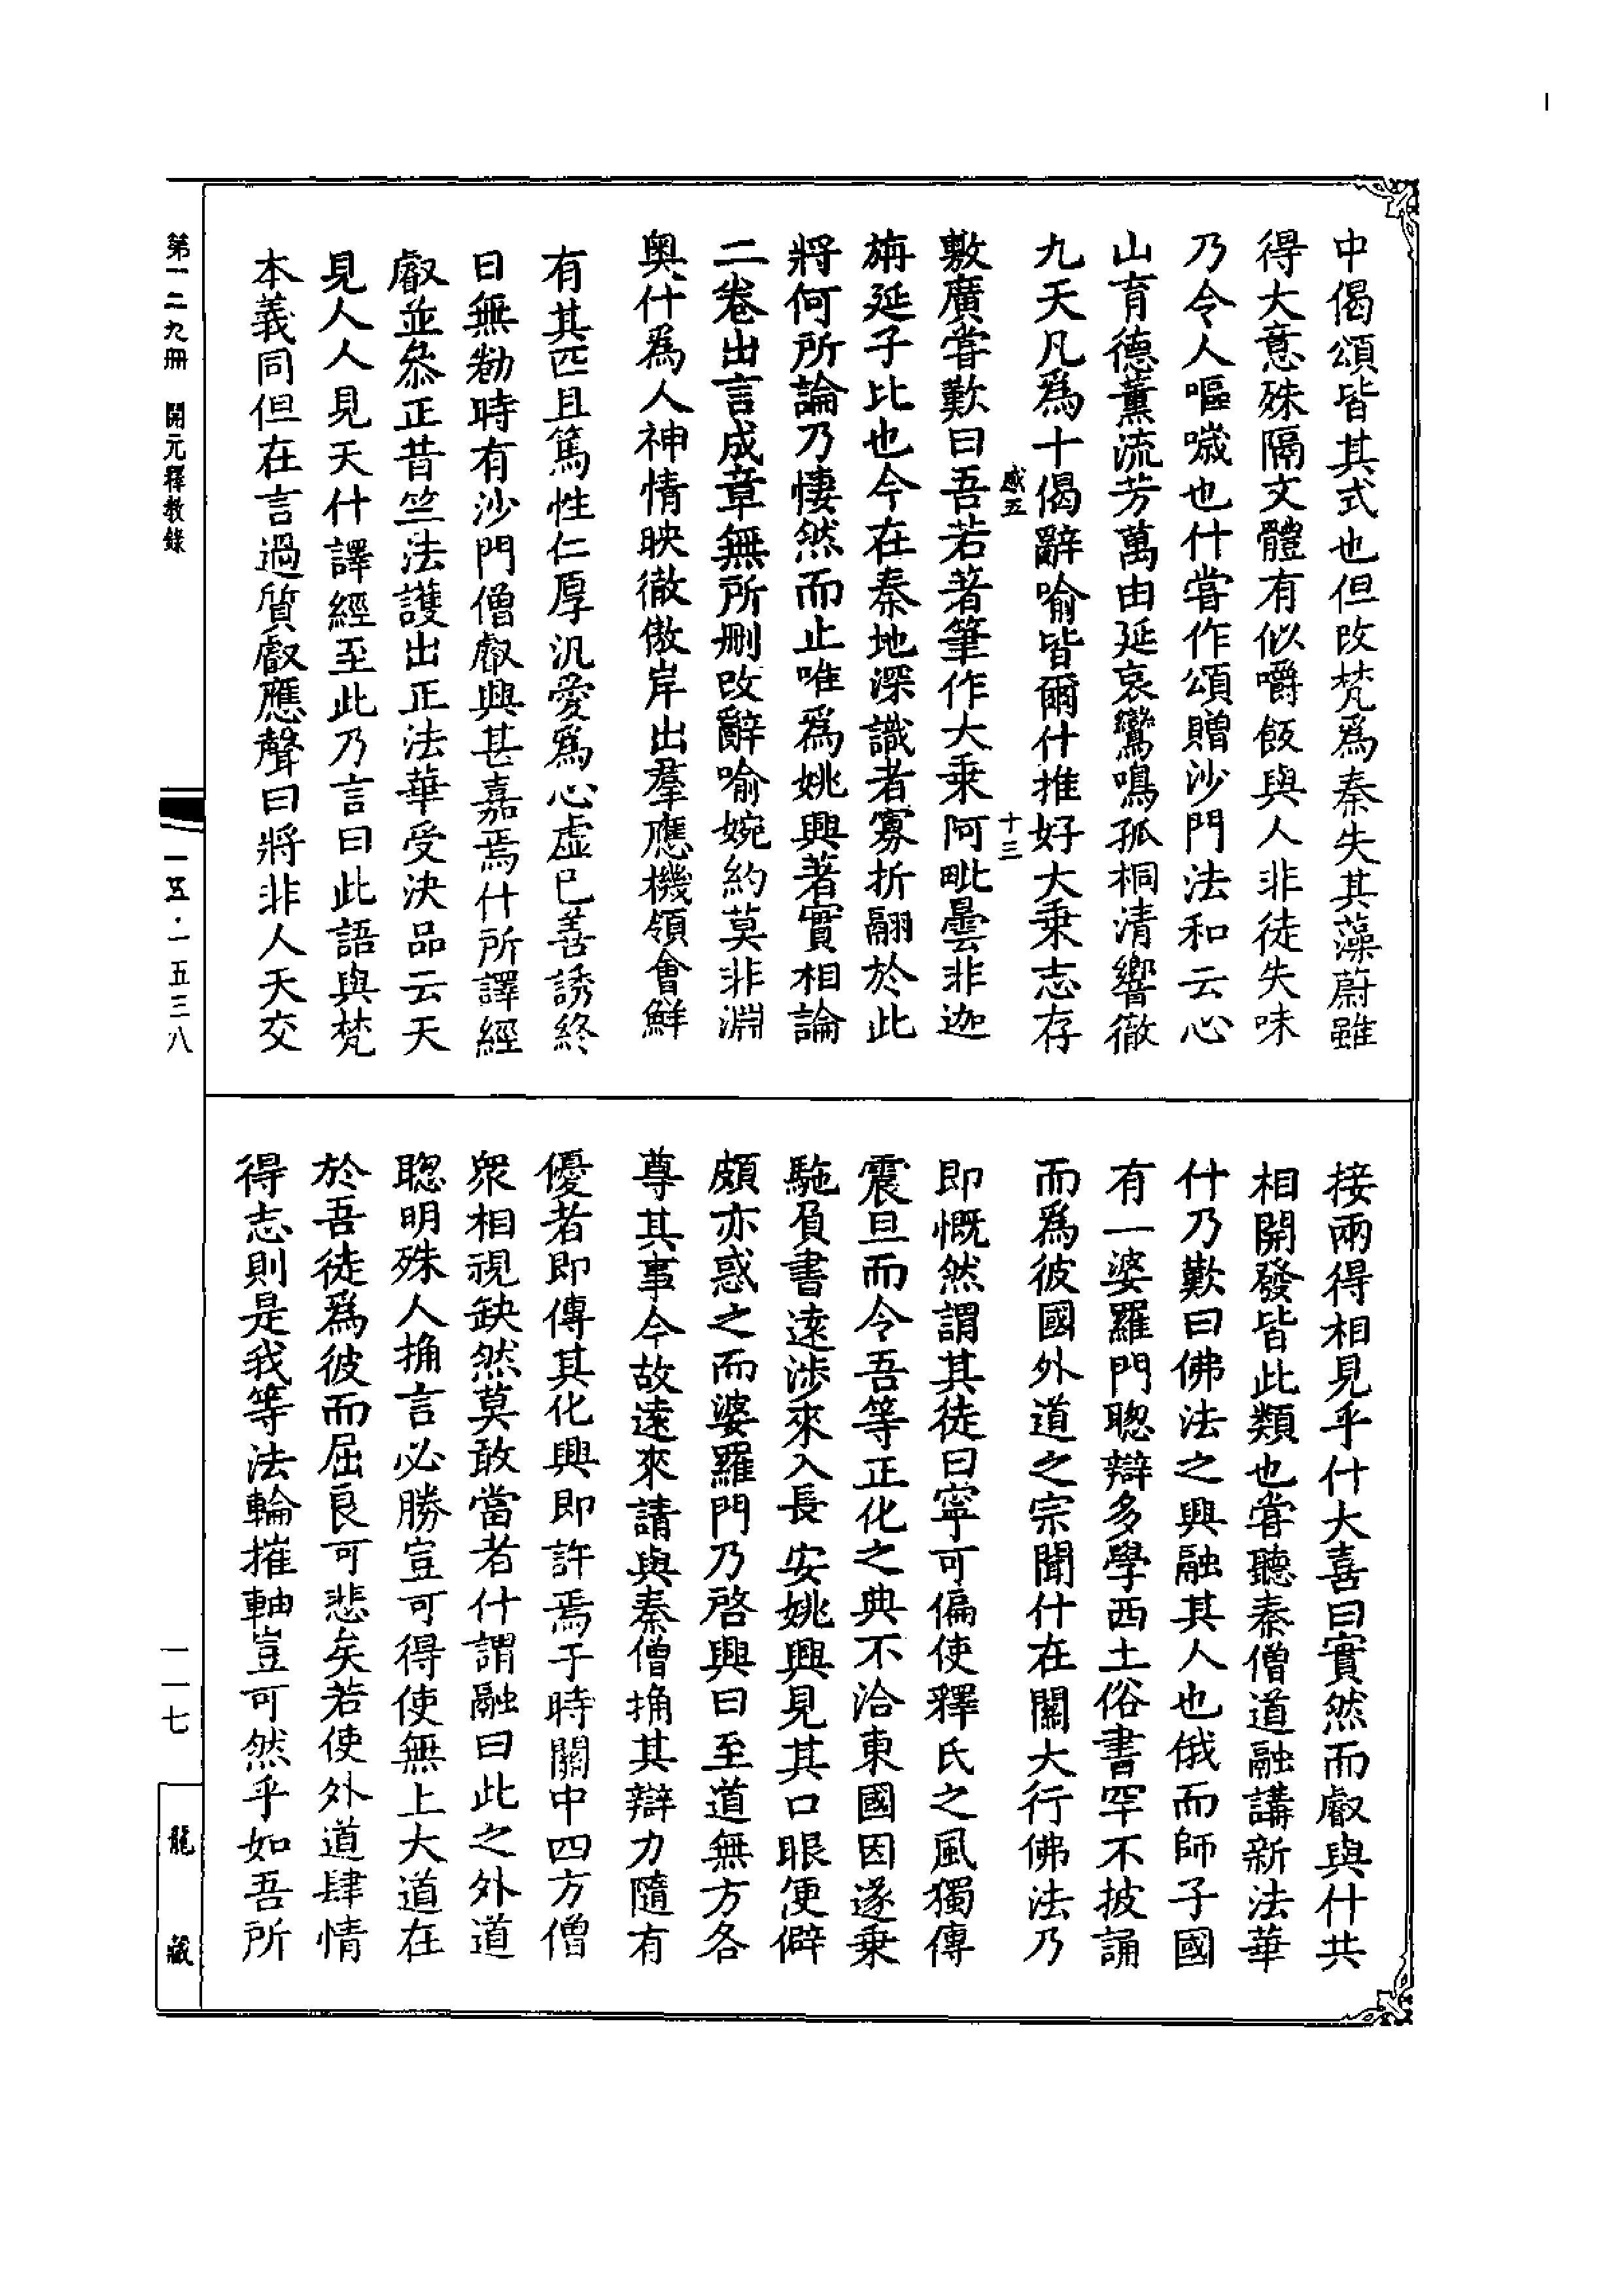 中偈頌皆其式也但改梵爲秦失其藻蔚雖
得大意殊隔文體有似嚼飯與人非徒失味
乃令人嘔噦也什嘗作頌贈沙門法和云心
山育德薰流芳萬由延哀鸞鳴孤桐清響徹
九天凡爲十偈辭喻皆爾什推好大乘志存
感五
十三
敷廣嘗歎曰吾若著筆作大乘阿毗曇非迦
旃延子比也今在秦地深識者寡折翮於此
將何所論乃悽然而止唯爲姚興著實相論
二卷出言成章無所刪改辭喻婉約莫非淵
奥什爲人神情映徹傲岸出羣應機領會鮮
有其匹且篤性仁厚汎愛爲心虚已善誘終
日無勌時有沙門僧叡興甚嘉焉什所譯經
叡並叅正昔竺法護出正法華受決品云天
見人人見天什譯經至此乃言曰此語與梵
本義同但在言過質叡應聲曰將非人天交
接兩得相見乎什大喜曰實然而叡與什共
相開發皆此類也嘗聽秦僧道融講新法華
什乃歎曰佛法之興融其人也俄而師子國
有一婆羅門聰辯多學西土俗書罕不披誦
而爲彼國外道之宗聞什在關大行佛法乃
即慨然謂其徒曰寧可偏使釋氏之風獨傳
震旦而令吾等正化之典不洽東國因遂乗
駞負書遠涉來入長安姚興見其口眼便僻
頗亦惑之而婆羅門乃啓興曰至道無方各
尊其事今故遠來請與秦僧捔其辯力隨有
優者即傳其化興即許焉于時關中四方僧
衆相視缺然莫敢當者什謂融曰此之外道
聰明殊人捔言必勝豈可得使無上大道在
於吾徒爲彼而屈良可悲矣若使外道肆情
得志則是我等法輪摧軸豈可然乎如吾所
第一二九冊　開元釋教錄
一五·一五三八
一一七
龍藏